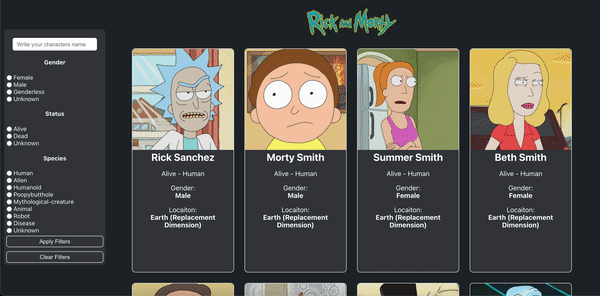 Rick and Morty
Write your characters name
Gender
Female
Male
Genderless
Unknown
Status
Alive
Dead
Unknown
Species
Human
Alien
Humanoid
Poopybutthole
Mythological-creature
Animal
Robot
Disease
Unknown
Apply Filters
Clear Filters
Rick Sanchez
Alive - Human
Gender:
Male
Locaiton:
Earth (Replacement
Dimension)
Morty Smith
Alive - Human
Gender:
Male
Locaiton:
Earth (Replacement
Dimension)
Summer Smith
Alive - Human
Gender:
Female
Locaiton:
Earth (Replacement
Dimension)
Beth Smith
Alive - Human
Gender:
Female
Locaiton:
Earth (Replacement
Dimension)